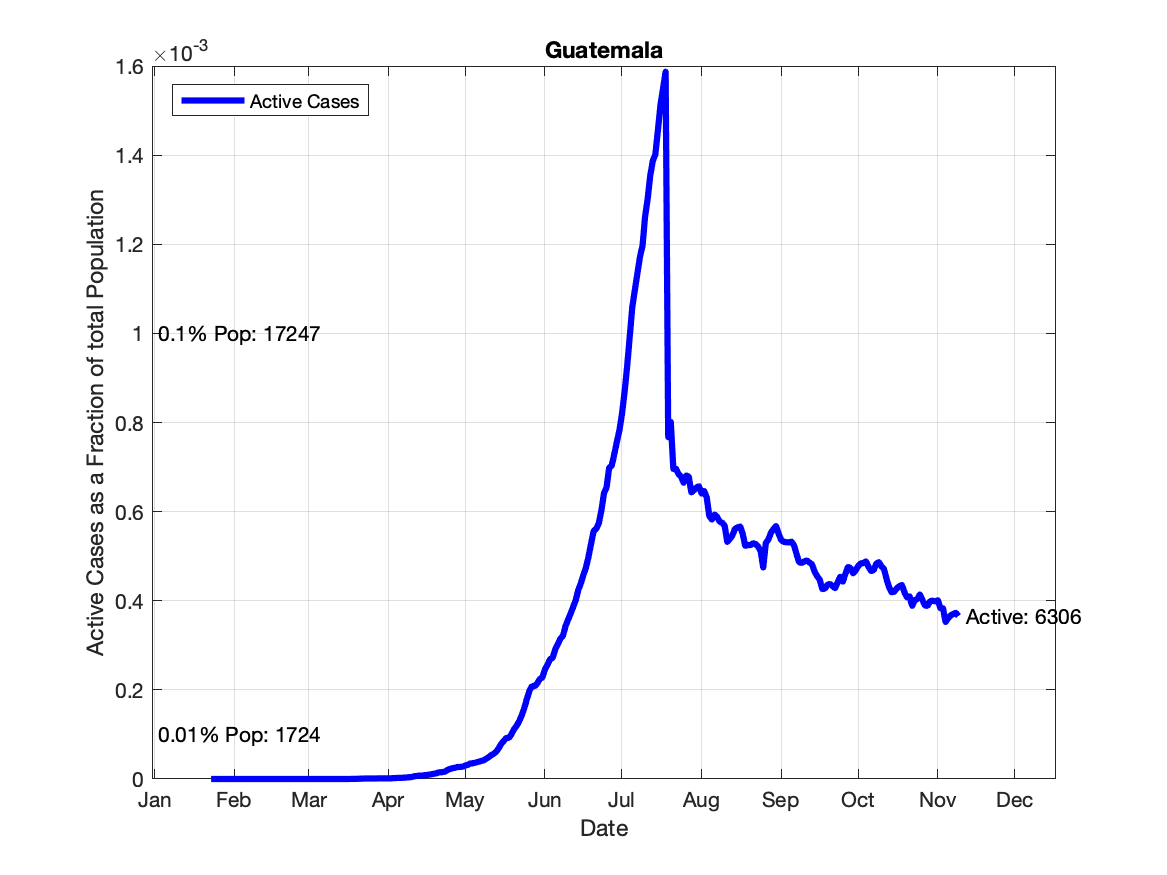 Guatemala
×10-3
1.6
1.4
1.2
1
0.8
0.6
0.4
0.2
0
Active Cases
0.1% Pop: 17247
0.01% Pop: 1724
Active: 6306
Active Cases as a Fraction of total Population
Jan Feb Mar Apr May Jun Jul Aug Sep Oct Nov Dec
Date